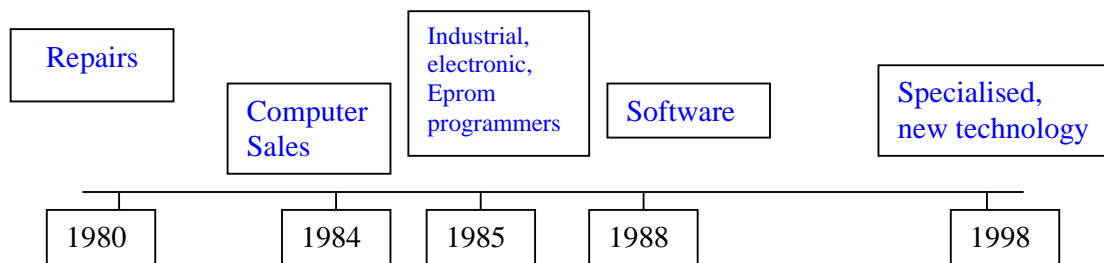 Repairs
Computer
Sales
Industrial,
electronic,
Eprom
programmers
Software
Specialised,
new technology
1980
1984
1985
1988
1998